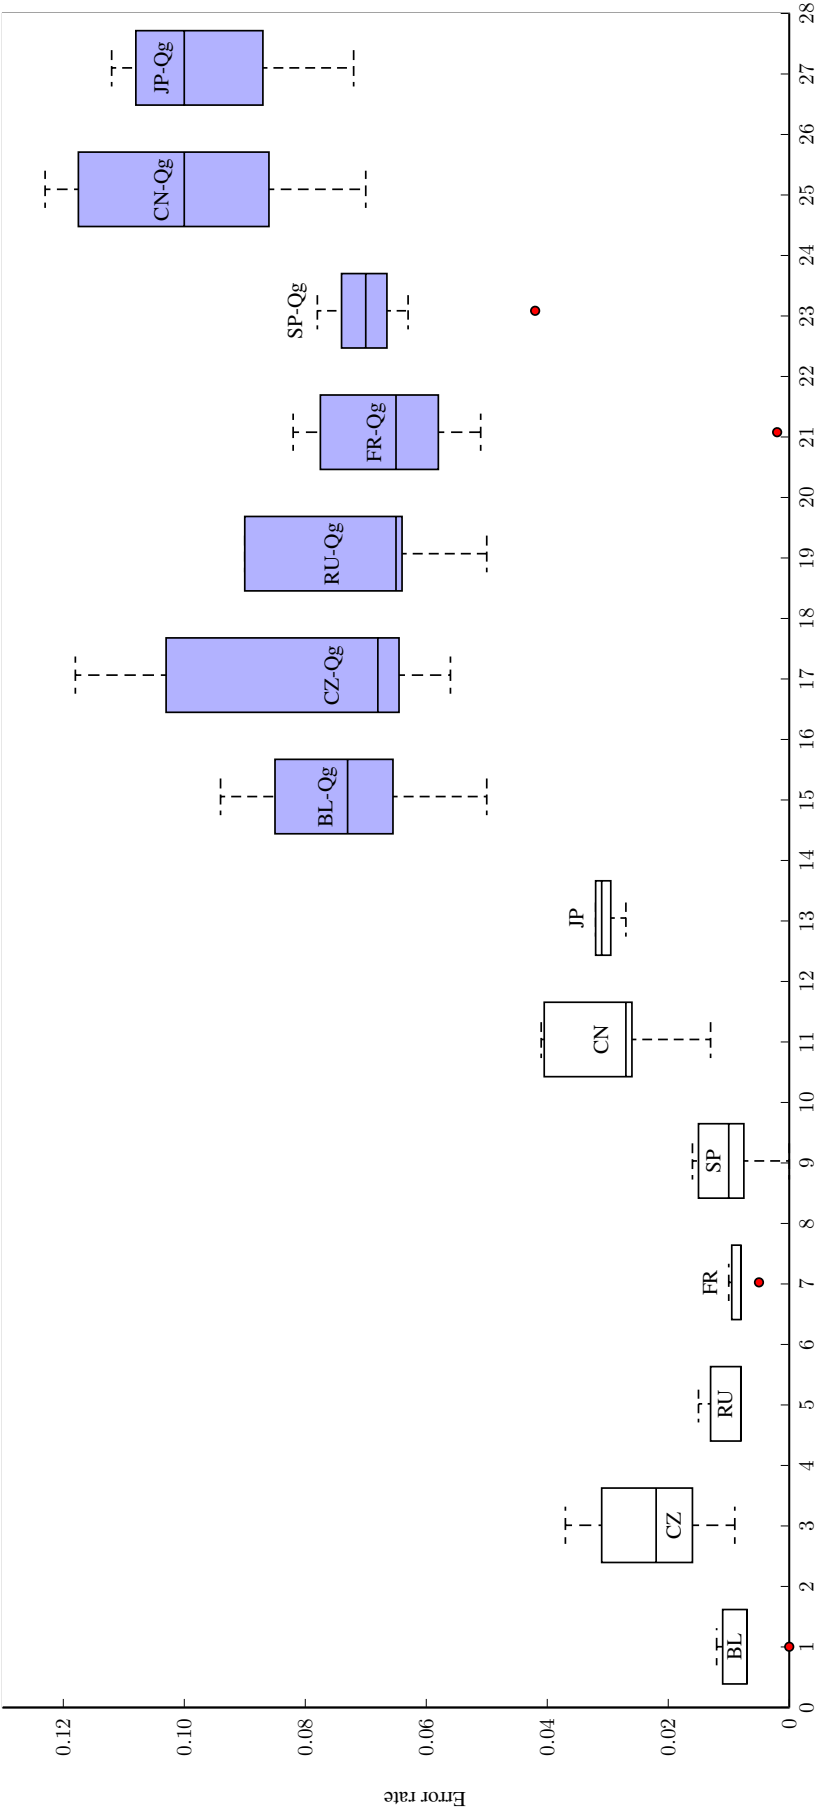 Error rate
0.12
0.10
0.08
0.06
0.04
0.02
0
BL
CZ
RU
FR
SP
CN
JP
BL-Qg
CZ-Qg
RU-Qg
FR-Qg
SP-Qg
CN-Qg
JP-Qg
0 1 2 3 4 5 6 7 8 9 10 11 12 13 14 15 16 17 18 19 20 21 22 23 24 25 26 27 28